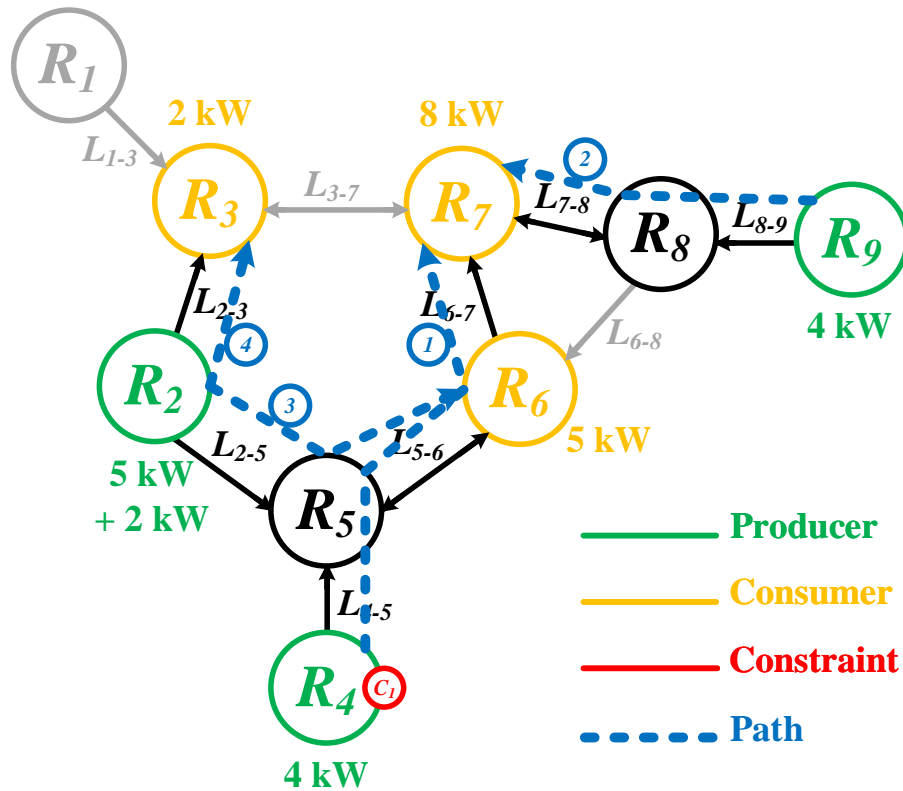 R1
2 kW
8 kW
L1-3
2
R3
L3-7
R7
L7-8
R8
L8-9
R9
L2-3
L6-7
4 kW
4
1
L6-8
R2
3
R6
L2-5
L5-6
5 kW
5 kW
+ 2 kW
R5
Producer
L4-5
Consumer
R4
C1
Constraint
4 kW
Path